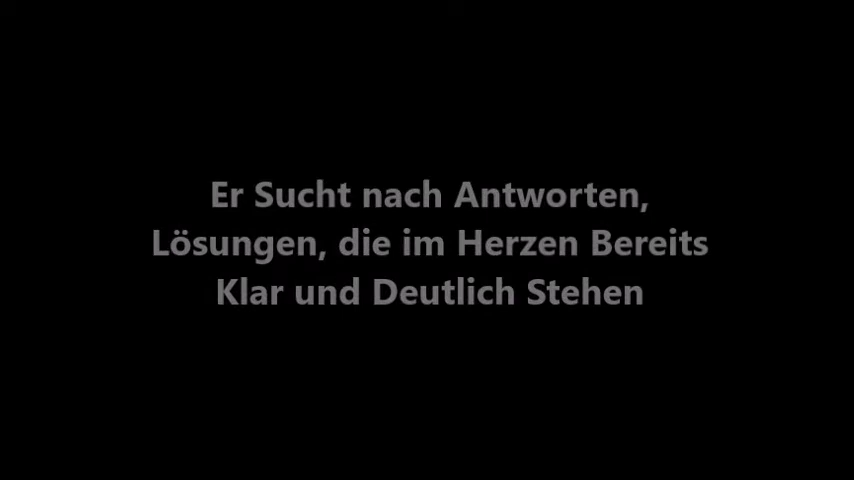 Er Sucht nach Antworten,
Lösungen, die im Herzen Bereits
Klar und Deutlich Stehen